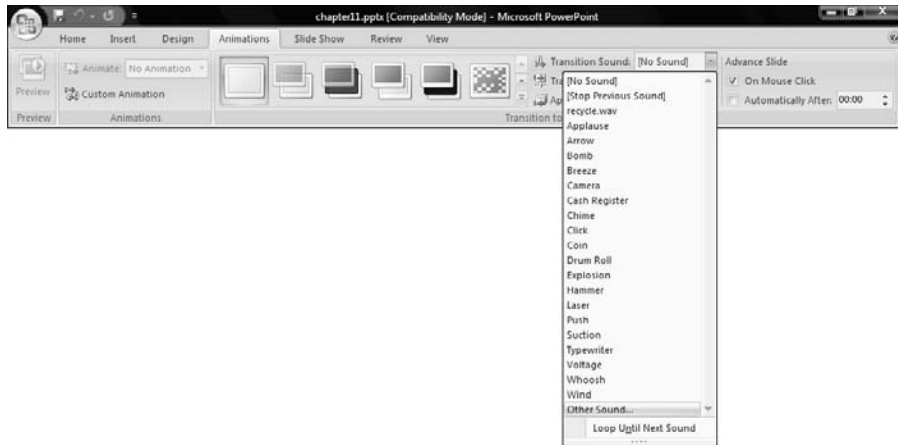 chapter11.pptx [Compatibility Mode] - Microsoft PowerPoint
Home Insert Design Animations Slide Show Review View
Preview
Animate: No Animation
Custom Animation
Transition Sound: [No Sound]
Advance Slide
On Mouse Click
Automatically After: 00:00
Preview
Animations
Transition to
[No Sound]
[Stop Previous Sound]
recycle.wav
Applause
Arrow
Bomb
Breeze
Camera
Cash Register
Chime
Click
Coin
Drum Roll
Explosion
Hammer
Laser
Push
Suction
Typewriter
Voltage
Whoosh
Wind
Other Sound...
Loop Until Next Sound